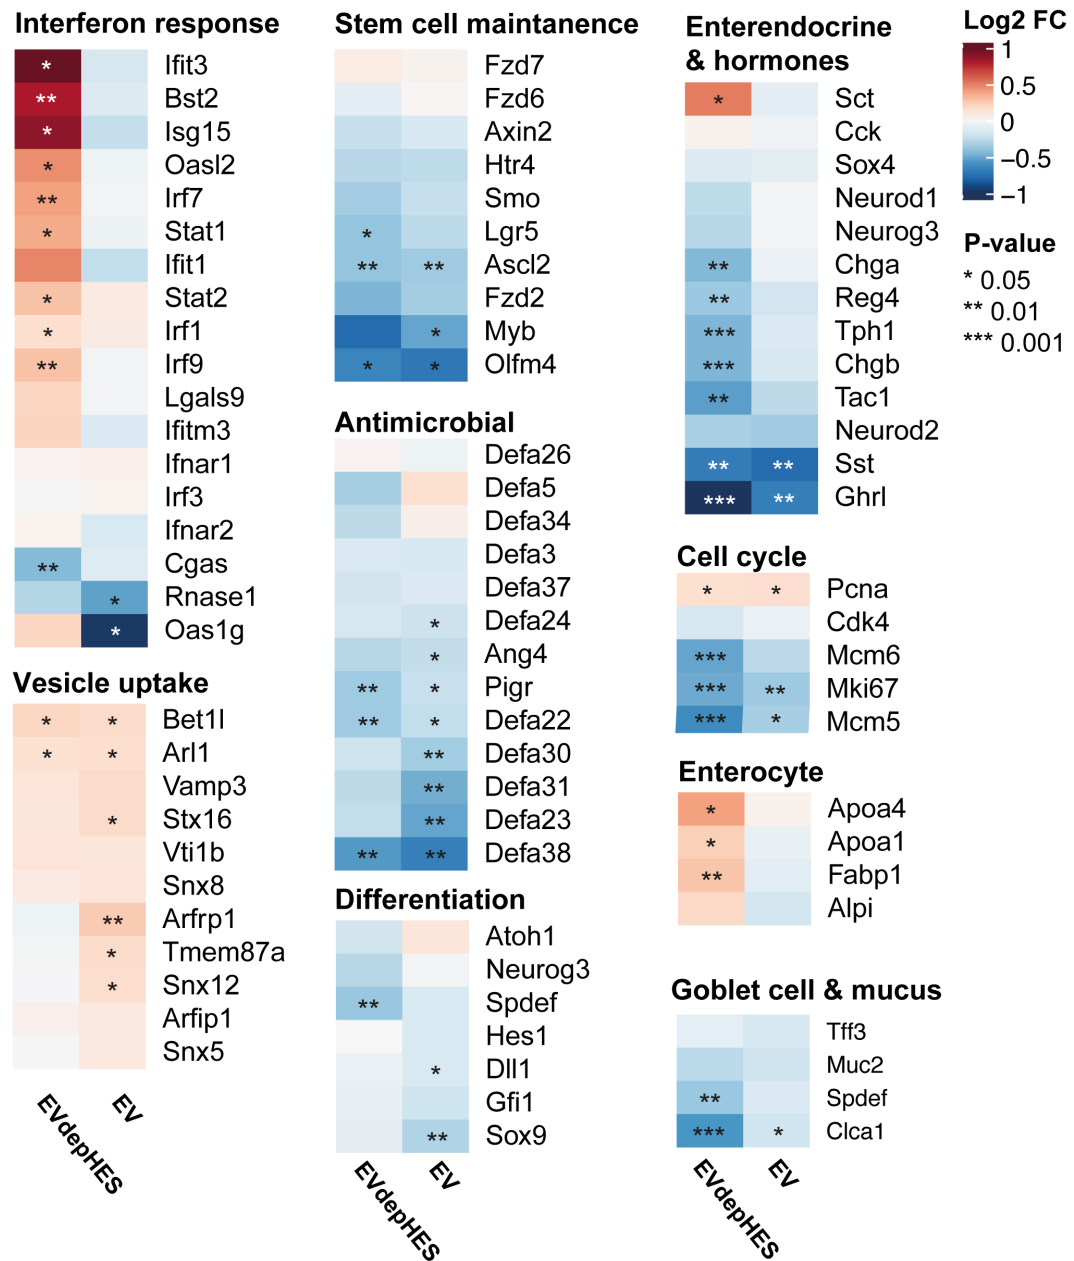 Interferon response
*
Ifit3
**
Bst2
*
Isg15
*
Oasl2
**
Irf7
*
Stat1
Ifit1
*
Stat2
*
Irf1
**
Irf9
Lgals9
Ifitm3
Ifnar1
Irf3
Ifnar2
**
Cgas
*
Rnase1
*
Oas1g
Vesicle uptake
* *
Bet1l
* *
Arl1
Vamp3
*
Stx16
Vti1b
Snx8
**
Arfrp1
*
Tmem87a
*
Snx12
Arfip1
Snx5
EVdepHES
EV
Stem cell maintanence
Fzd7
Fzd6
Axin2
Htr4
Smo
*
Lgr5
** **
Ascl2
Fzd2
*
Myb
* *
Olfm4
Antimicrobial
Defa26
Defa5
Defa34
Defa3
Defa37
*
Defa24
*
Ang4
** *
Pigr
** *
Defa22
**
Defa30
**
Defa31
**
Defa23
** **
Defa38
Differentiation
Atoh1
Neurog3
**
Spdef
Hes1
*
Dll1
Gfi1
**
Sox9
EVdepHES
EV
Enterendocrine
& hormones
*
Sct
Cck
Sox4
Neurod1
Neurog3
**
Chga
**
Reg4
***
Tph1
***
Chgb
**
Tac1
Neurod2
** **
Sst
*** **
Ghrl
Cell cycle
* *
Pcna
Cdk4
***
Mcm6
*** **
Mki67
*** *
Mcm5
Enterocyte
*
Apoa4
*
Apoa1
**
Fabp1
Alpi
Goblet cell & mucus
Tff3
Muc2
**
Spdef
*** *
Clca1
EVdepHES
EV
Log2 FC
1
0.5
0
−0.5
−1
P-value
* 0.05
** 0.01
*** 0.001